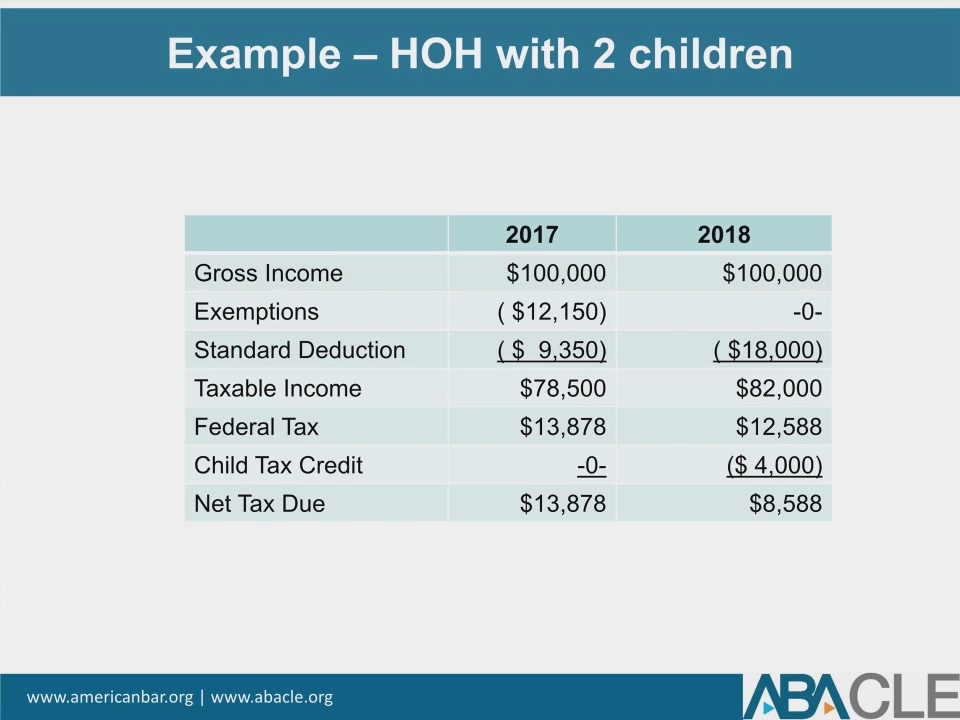 Example – HOH with 2 children
2017 2018
Gross Income $100,000 $100,000
Exemptions ( $12,150) -0-
Standard Deduction ( $ 9,350) ( $18,000)
Taxable Income $78,500 $82,000
Federal Tax $13,878 $12,588
Child Tax Credit -0- ($ 4,000)
Net Tax Due $13,878 $8,588
www.americanbar.org | www.abacle.org
ABACLE